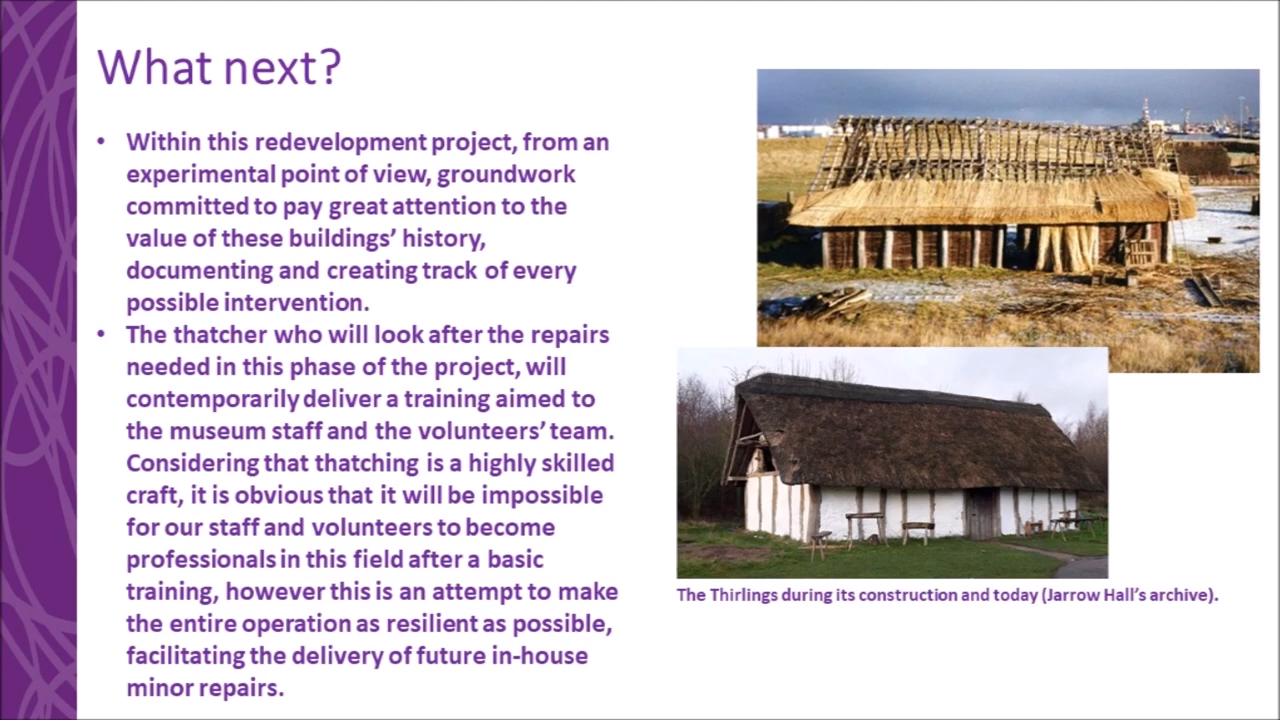 What next?
• Within this redevelopment project, from an
experimental point of view, groundwork
committed to pay great attention to the
value of these buildings’ history,
documenting and creating track of every
possible intervention.
• The thatcher who will look after the repairs
needed in this phase of the project, will
contemporarily deliver a training aimed to
the museum staff and the volunteers’ team.
Considering that thatching is a highly skilled
craft, it is obvious that it will be impossible
for our staff and volunteers to become
professionals in this field after a basic
training, however this is an attempt to make
the entire operation as resilient as possible,
facilitating the delivery of future in-house
minor repairs.
The Thirlings during its construction and today (Jarrow Hall’s archive).